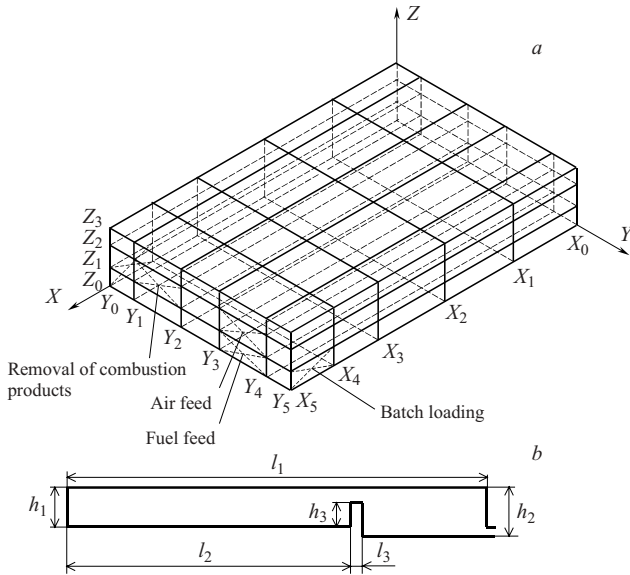 Z
a
Z3
Z2
Z1
Z0
X
Y
X0
X1
X2
X3
X4
X5
Y0
Y1
Y2
Y3
Y4
Y5
Removal of combustion
products
Air feed
Fuel feed
Batch loading
b
l1
h1
h3
h2
l2
l3